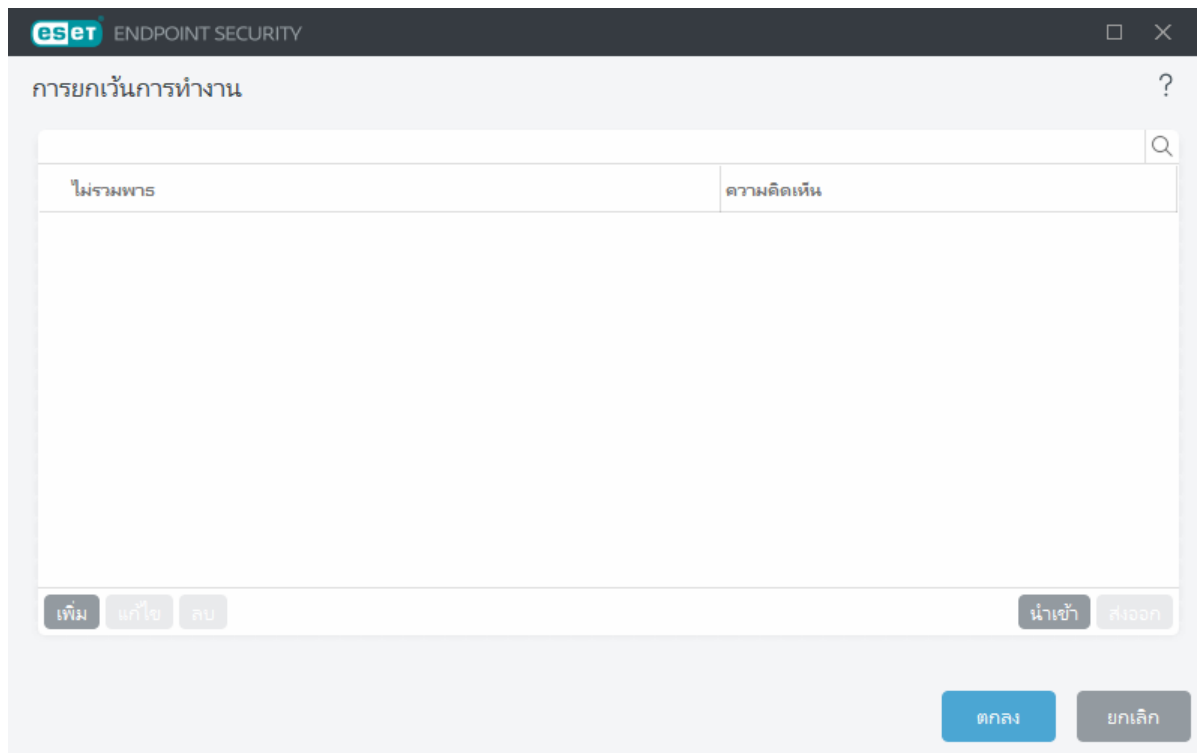 eset ENDPOINT SECURITY
การยกเว้นการทำงาน
?
ไม่รวมพาธ ความคิดเห็น
เพิ่ม แก้ไข ลบ นำเข้า ส่งออก
ตกลง ยกเลิก